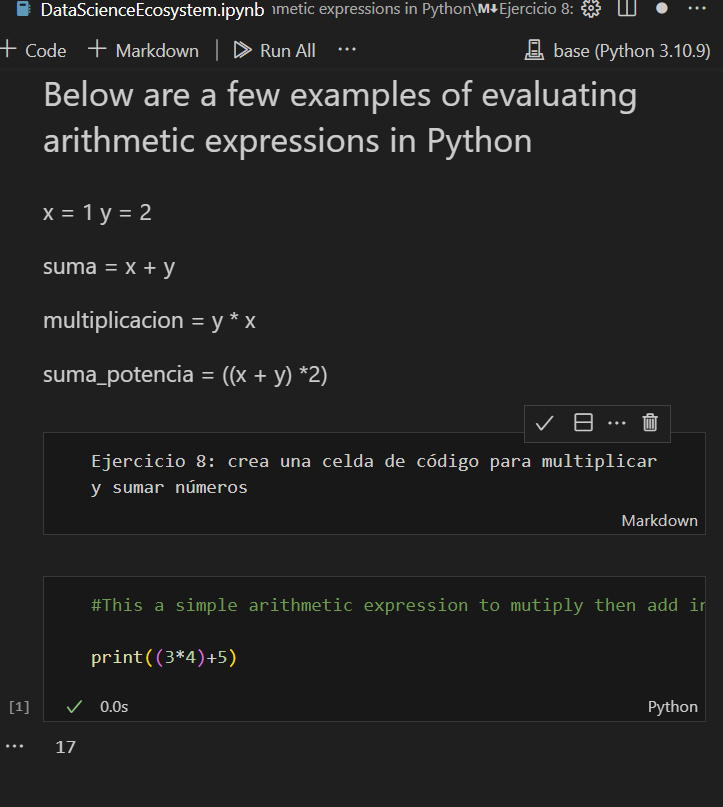 DataScienceEcosystem.ipynb metic expressions in Python\M↓Ejercicio 8:
+ Code + Markdown Run All ... base (Python 3.10.9)
Below are a few examples of evaluating
arithmetic expressions in Python
x = 1 y = 2
suma = x + y
multiplicacion = y * x
suma_potencia = ((x + y) *2)
Ejercicio 8: crea una celda de código para multiplicar
y sumar números
Markdown
#This a simple arithmetic expression to mutiply then add in
print((3*4)+5)
[1] 0.0s Python
... 17